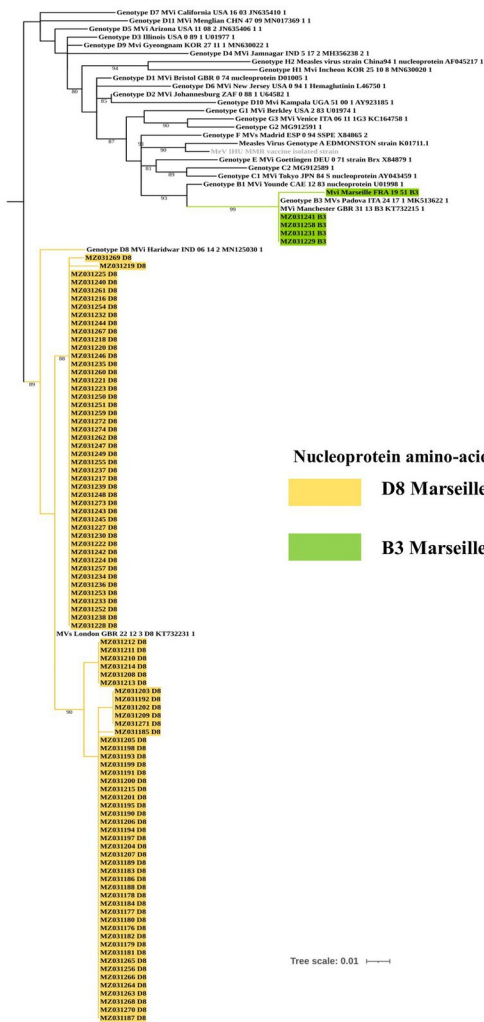 Genotype D7 MVi California USA 16 03 JN635410 1
Genotype D11 MVi Menglian CHN 47 09 MN017369 1 1
Genotype D5 MVi Arizona USA 11 08 2 JN635406 1 1
Genotype D3 Illinois USA 0 89 1 U01977 1
Genotype D9 Mvi Gyeongnam KOR 27 11 1 MN630022 1
Genotype D4 MVi Jamnagar IND 5 17 2 MH356238 2 1
Genotype H2 Measles virus strain China94 1 nucleoprotein AF045217 1
94
Genotype H1 Mvi Incheon KOR 25 10 8 MN630020 1
Genotype D1 MVi Bristol GBR 0 74 nucleoprotein D01005 1
Genotype D6 MVi New Jersey USA 0 94 1 Hemaglutinin L46750 1
80
Genotype D2 MVi Johannesburg ZAF 0 88 1 U64582 1
85
Genotype D10 Mvi Kampala UGA 51 00 1 AY923185 1
Genotype G1 MVi Berkley USA 2 83 U01974 1
Genotype G3 MVi Venice ITA 06 11 1G3 KC164758 1
90
Genotype G2 MG912591 1
Genotype F MVs Madrid ESP 0 94 SSPE X84865 2
87
Measles Virus Genotype A EDMONSTON strain K01711.1
90
MeV IHU MMR vaccine isolated strain
Genotype E MVi Goettingen DEU 0 71 strain Brx X84879 1
81
Genotype C2 MG912589 1
89
Genotype C1 MVi Tokyo JPN 84 S nucleoprotein AY043459 1
Genotype B1 MVi Younde CAE 12 83 nucleoprotein U01998 1
Mvi Marseille FRA 19 51 B3
93
Genotype B3 MVs Padova ITA 24 17 1 MK513622 1
99
MVi Manchester GBR 31 13 B3 KT732215 1
MZ031241 B3
MZ031258 B3
MZ031231 B3
MZ031229 B3
Genotype D8 MVi Haridwar IND 06 14 2 MN125030 1
MZ031269 D8
MZ031219 D8
MZ031225 D8
MZ031240 D8
MZ031261 D8
MZ031216 D8
MZ031254 D8
MZ031232 D8
MZ031244 D8
MZ031267 D8
MZ031218 D8
MZ031220 D8
MZ031246 D8
88
MZ031235 D8
MZ031260 D8
MZ031221 D8
89
MZ031223 D8
MZ031250 D8
MZ031251 D8
MZ031259 D8
MZ031272 D8
MZ031274 D8
MZ031262 D8
MZ031247 D8
MZ031249 D8
MZ031255 D8
MZ031237 D8
MZ031217 D8
MZ031239 D8
MZ031248 D8
MZ031273 D8
MZ031243 D8
MZ031245 D8
MZ031227 D8
MZ031230 D8
MZ031222 D8
MZ031242 D8
MZ031224 D8
MZ031257 D8
MZ031234 D8
MZ031236 D8
MZ031253 D8
MZ031233 D8
MZ031252 D8
MZ031238 D8
MZ031228 D8
MVs London GBR 22 12 3 D8 KT732231 1
MZ031212 D8
MZ031211 D8
MZ031210 D8
MZ031214 D8
MZ031208 D8
MZ031213 D8
MZ031203 D8
MZ031192 D8
MZ031202 D8
90
MZ031209 D8
MZ031271 D8
MZ031185 D8
MZ031205 D8
MZ031198 D8
MZ031193 D8
MZ031199 D8
MZ031191 D8
MZ031200 D8
MZ031215 D8
MZ031201 D8
MZ031195 D8
MZ031190 D8
MZ031206 D8
MZ031194 D8
MZ031197 D8
MZ031204 D8
MZ031207 D8
MZ031189 D8
MZ031183 D8
MZ031186 D8
MZ031188 D8
MZ031178 D8
MZ031184 D8
MZ031177 D8
MZ031180 D8
MZ031176 D8
MZ031182 D8
MZ031179 D8
MZ031181 D8
MZ031265 D8
MZ031256 D8
MZ031266 D8
MZ031264 D8
MZ031263 D8
MZ031268 D8
MZ031270 D8
MZ031187 D8
Nucleoprotein amino-acid
D8 Marseille
B3 Marseille
Tree scale: 0.01